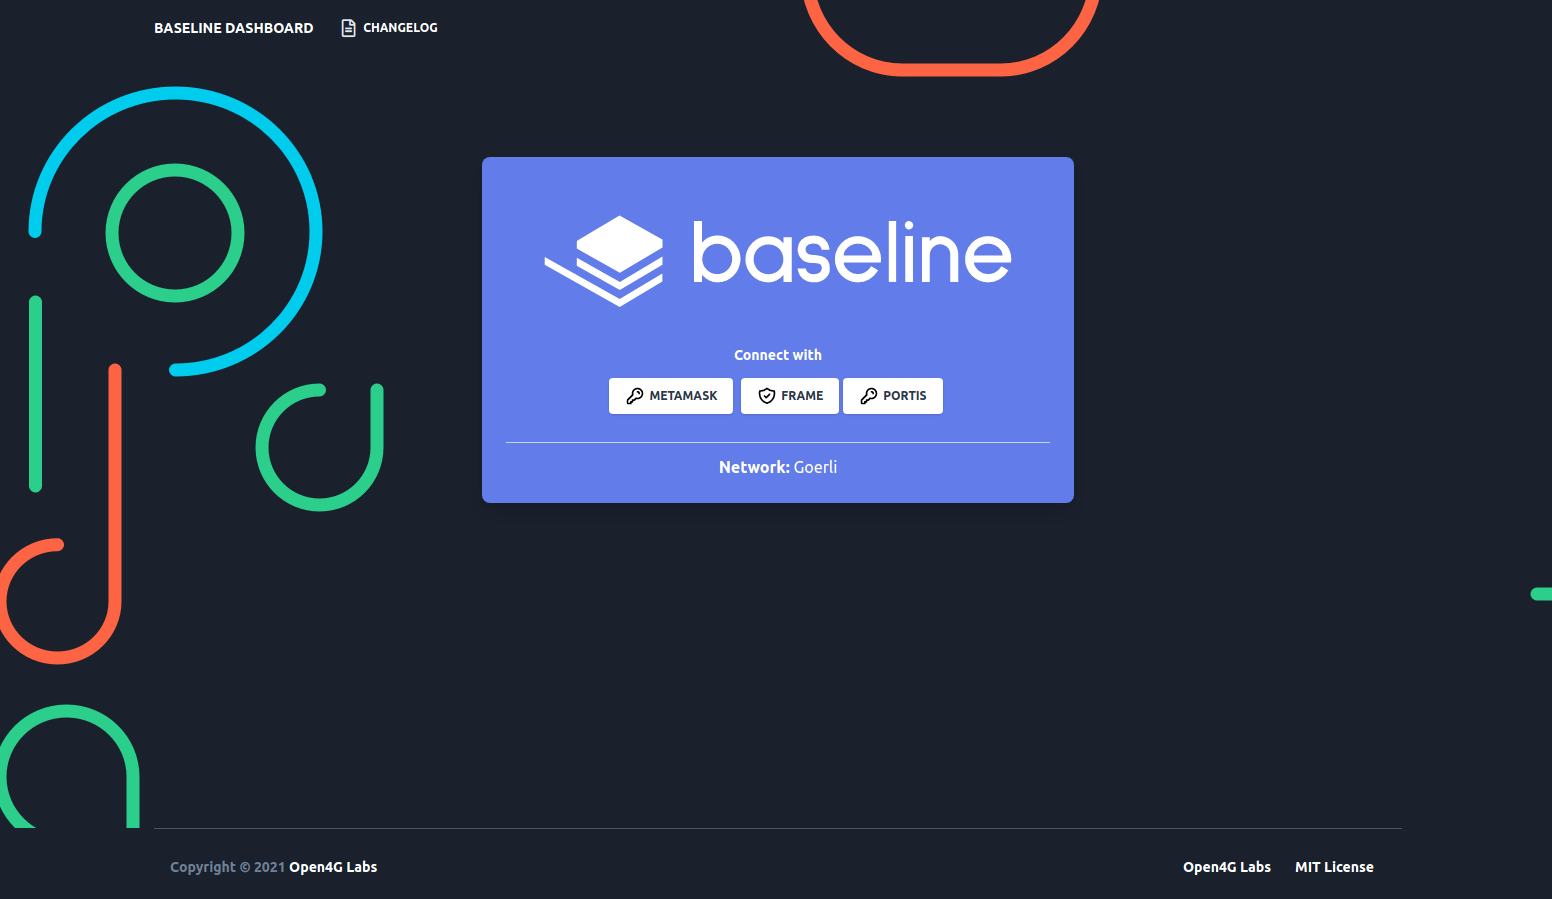 BASELINE DASHBOARD CHANGELOG
baseline
Connect with
METAMASK FRAME PORTIS
Network: Goerli
Copyright © 2021 Open4G Labs Open4G Labs MIT License